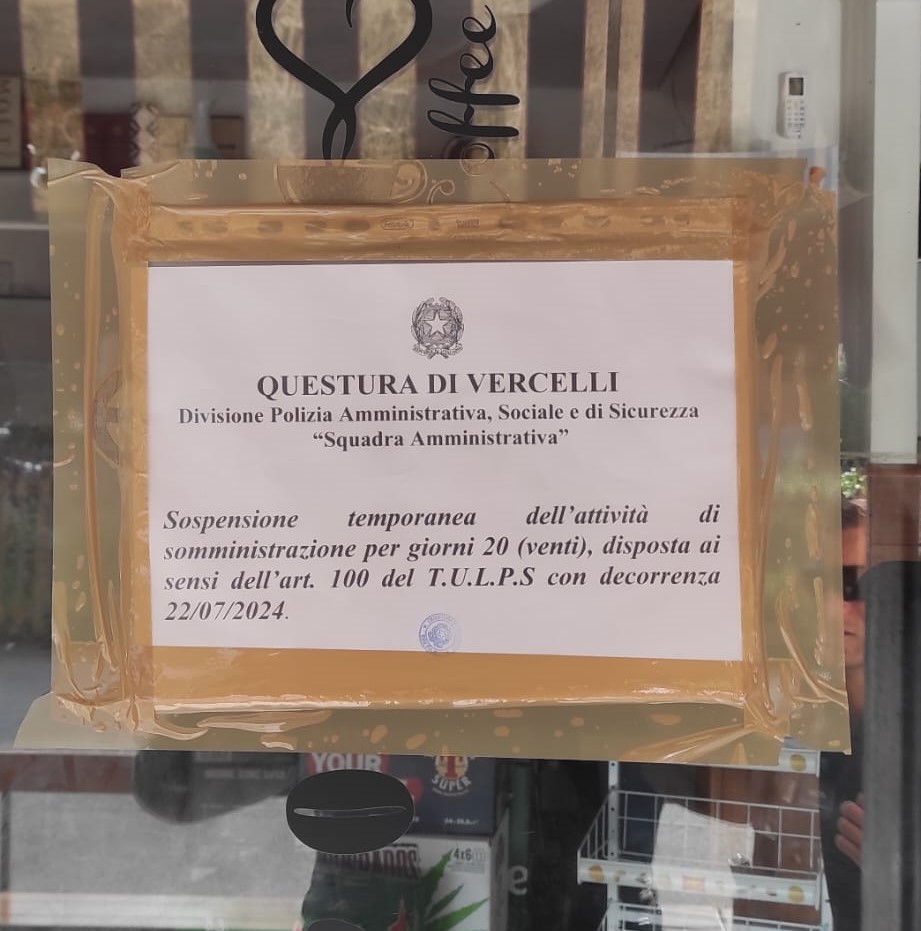 offee
QUESTURA DI VERCELLI
Divisione Polizia Amministrativa, Sociale e di Sicurezza
“Squadra Amministrativa”
Sospensione temporanea dell’attività di
somministrazione per giorni 20 (venti), disposta ai
sensi dell’art. 100 del T.U.L.P.S con decorrenza
22/07/2024.
YOUR
SUPER